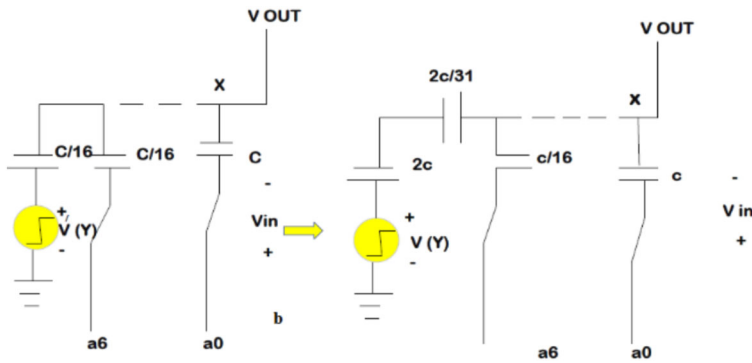 V OUT
V OUT
2c/31
X
x
C/16
C/16
C
2c
c/16
c
-
-
+,
V (Y)
-
Vin
+
+
V (Y)
-
V in
+
b
a6
a0
a6
a0